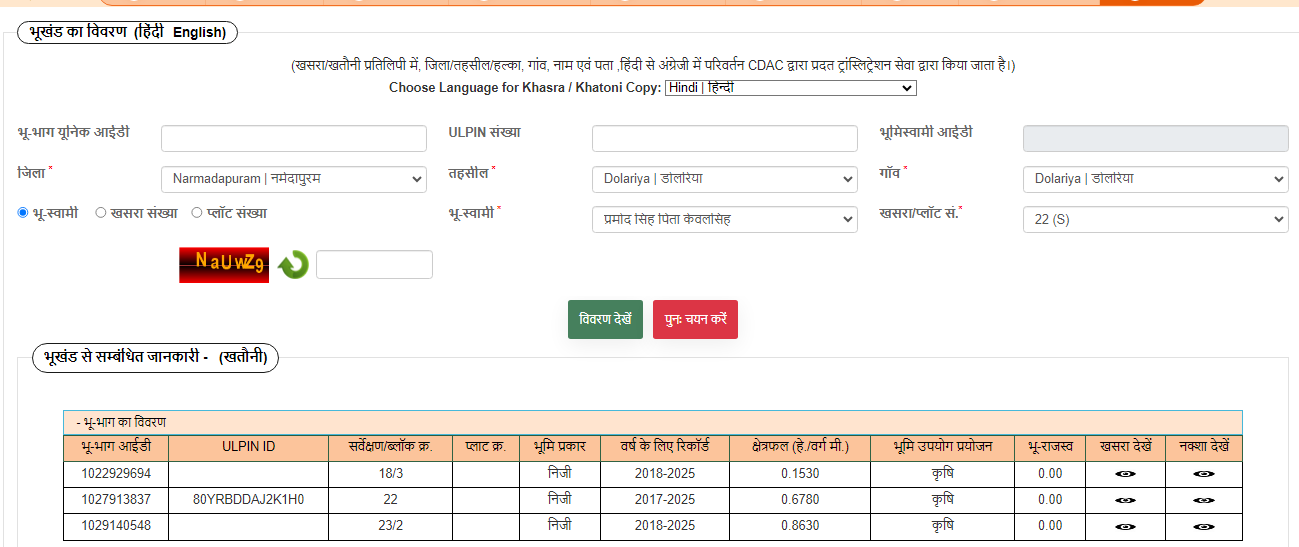 भूखंड का विवरण (हिंदी English)
(खसरा/खतौनी प्रतिलिपी में, जिला/तहसील/हल्का, गांव, नाम एवं पता ,हिंदी से अंग्रेजी में परिवर्तन CDAC द्वारा प्रदत ट्रांस्लिट्रेशन सेवा द्वारा किया जाता है।)
Choose Language for Khasra / Khatoni Copy: Hindi | हिन्दी
भू-भाग यूनिक आईडी ULPIN संख्या भूमिस्वामी आईडी
जिला * Narmadapuram | नर्मदापुरम तहसील * Dolariya | डोलरिया गॉव * Dolariya | डोलरिया
भू-स्वामी खसरा संख्या प्लॉट संख्या भू-स्वामी * प्रमोद सिंह पिता केवलसिंह खसरा/प्लॉट सं.* 22 (S)
NaUwZ9
विवरण देखें पुनः चयन करें
भूखंड से सम्बंधित जानकारी - (खतौनी)
- भू-भाग का विवरण
भू-भाग आईडी ULPIN ID सर्वेक्षण/ब्लॉक क्र. प्लाट क्र. भूमि प्रकार वर्ष के लिए रिकॉर्ड क्षेत्रफल (हे./वर्ग मी.) भूमि उपयोग प्रयोजन भू-राजस्व खसरा देखें नक्शा देखें
1022929694 18/3 निजी 2018-2025 0.1530 कृषि 0.00
1027913837 80YRBDDAJ2K1H0 22 निजी 2017-2025 0.6780 कृषि 0.00
1029140548 23/2 निजी 2018-2025 0.8630 कृषि 0.00